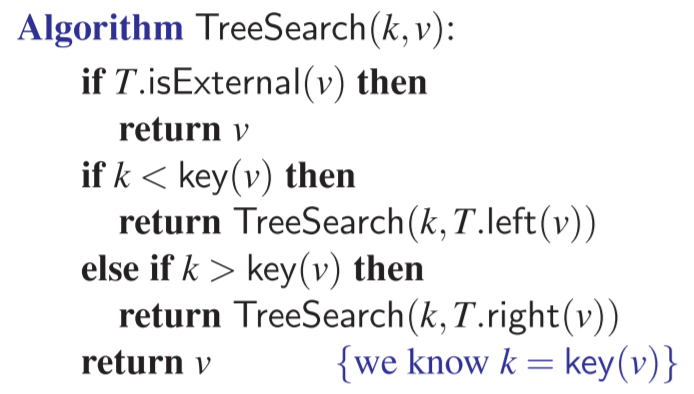 Algorithm TreeSearch(k, v):
if T.isExternal(v) then
return v
if k < key(v) then
return TreeSearch(k, T.left(v))
else if k > key(v) then
return TreeSearch(k, T.right(v))
return v {we know k = key(v)}